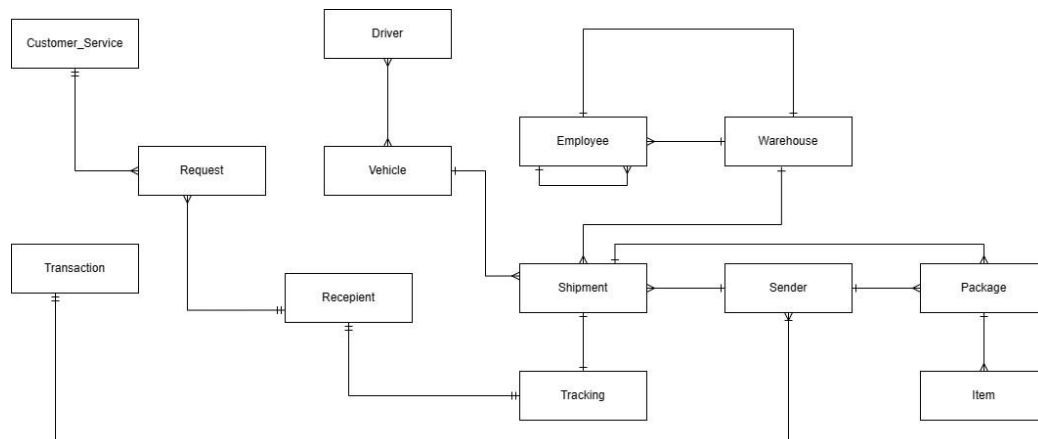 Customer_Service
Driver
Employee
Warehouse
Request
Vehicle
Transaction
Recepient
Shipment
Sender
Package
Tracking
Item